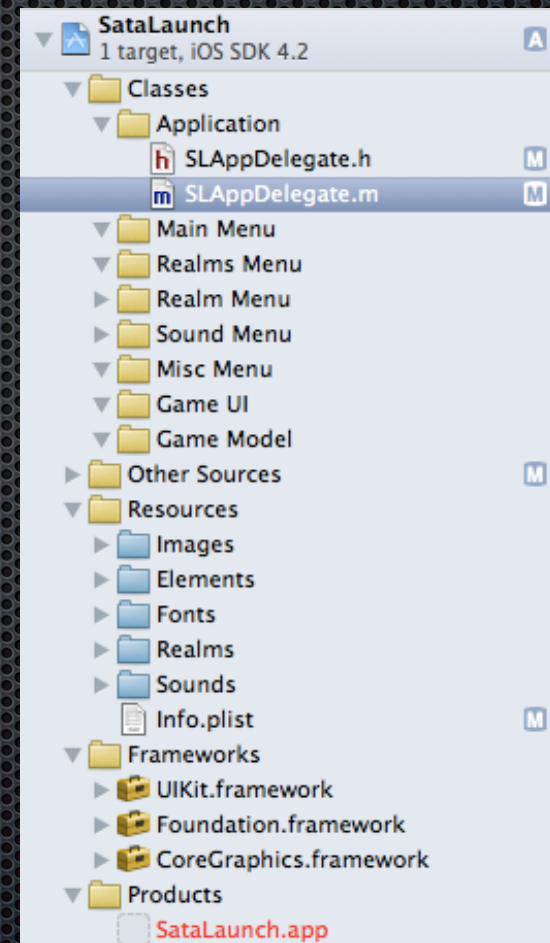 SataLaunch
1 target, iOS SDK 4.2
A
Classes
Application
h SLAppDelegate.h M
m SLAppDelegate.m M
Main Menu
Realms Menu
Realm Menu
Sound Menu
Misc Menu
Game UI
Game Model
Other Sources M
Resources
Images
Elements
Fonts
Realms
Sounds
Info.plist M
Frameworks
UIKit.framework
Foundation.framework
CoreGraphics.framework
Products
SataLaunch.app